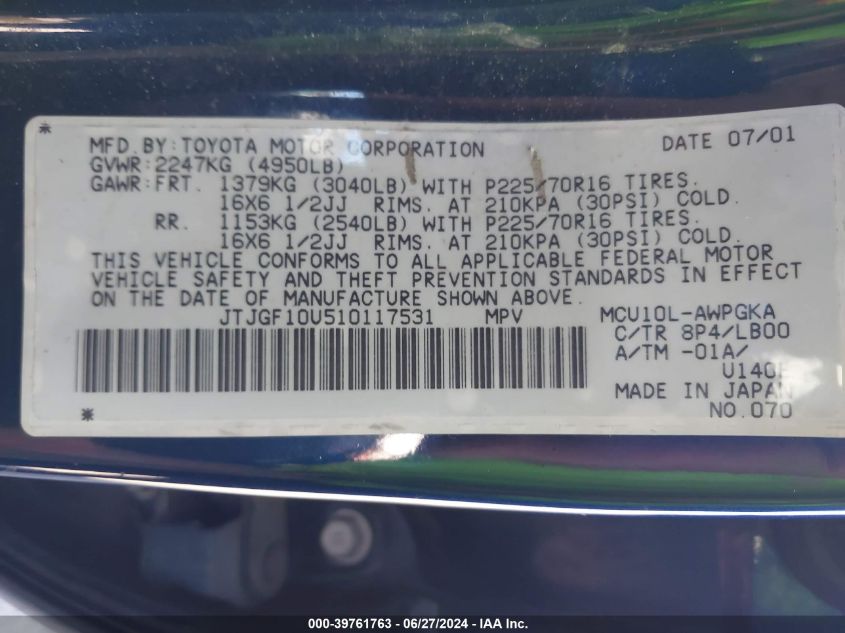 MFD. BY: TOYOTA MOTOR CORPORATION DATE 07/01
GVWR: 2247KG (4950LB)
GAWR: FRT. 1379KG (3040LB) WITH P225/70R16 TIRES.
16X6 1/2JJ RIMS. AT 210KPA (30PSI) COLD.
RR. 1153KG (2540LB) WITH P225/70R16 TIRES.
16X6 1/2JJ RIMS. AT 210KPA (30PSI) COLD.
THIS VEHICLE CONFORMS TO ALL APPLICABLE FEDERAL MOTOR
VEHICLE SAFETY AND THEFT PREVENTION STANDARDS IN EFFECT
ON THE DATE OF MANUFACTURE SHOWN ABOVE.
JTJGF10U510117531 MPV MCU10L-AWPGKA
C/TR 8P4/LB00
A/TM -01A/
U140F
MADE IN JAPAN
NO.070
000-39761763 - 06/27/2024 - IAA Inc.